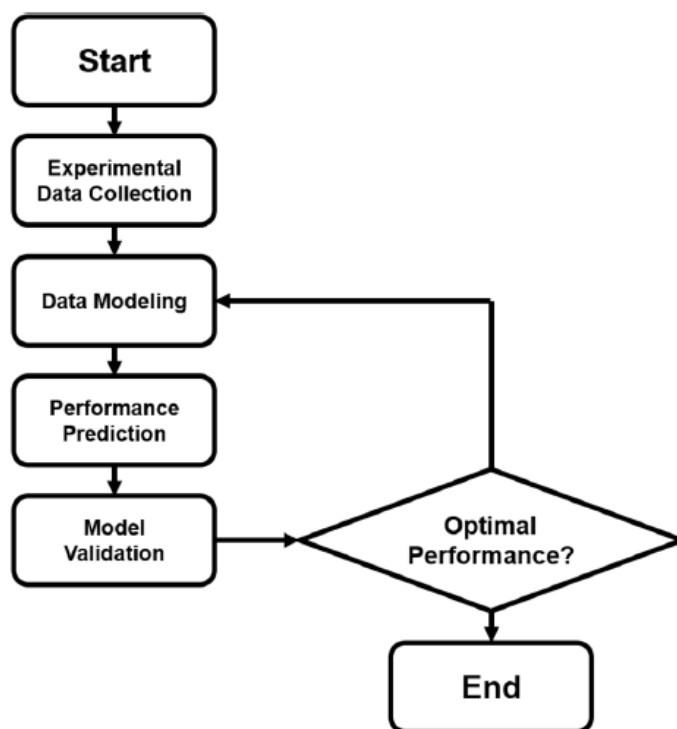 Start
Experimental
Data Collection
Data Modeling
Performance
Prediction
Model
Validation
Optimal
Performance?
End